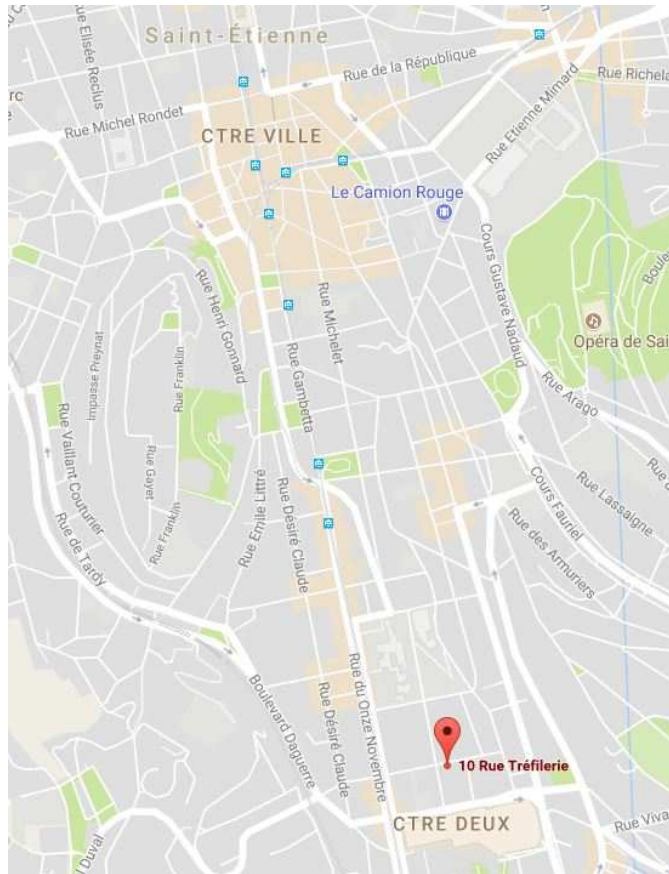 Saint-Étienne
Rue Elisée Reclus
Rue de la République
Rue Richela
Rue Michel Rondet
CTRE VILLE
Rue Etienne Mimard
Le Camion Rouge
Cours Gustave Nadaud
Rue Henri Gonnard
Rue Michelet
Impasse Preynat
Rue Franklin
Opéra de Sai
Rue Gambetta
Rue Arago
Rue Vaillant Couturier
Rue Gayet
Rue Emile Littré
Rue Désiré Claude
Cours Fauriel
Rue Lassaigne
Rue de Tardy
Rue Franklin
Rue des Armuriers
Boulevard Daguerre
Rue Désiré Claude
Rue du Onze Novembre
10 Rue Tréfilerie
CTRE DEUX
Rue Viva
Duval